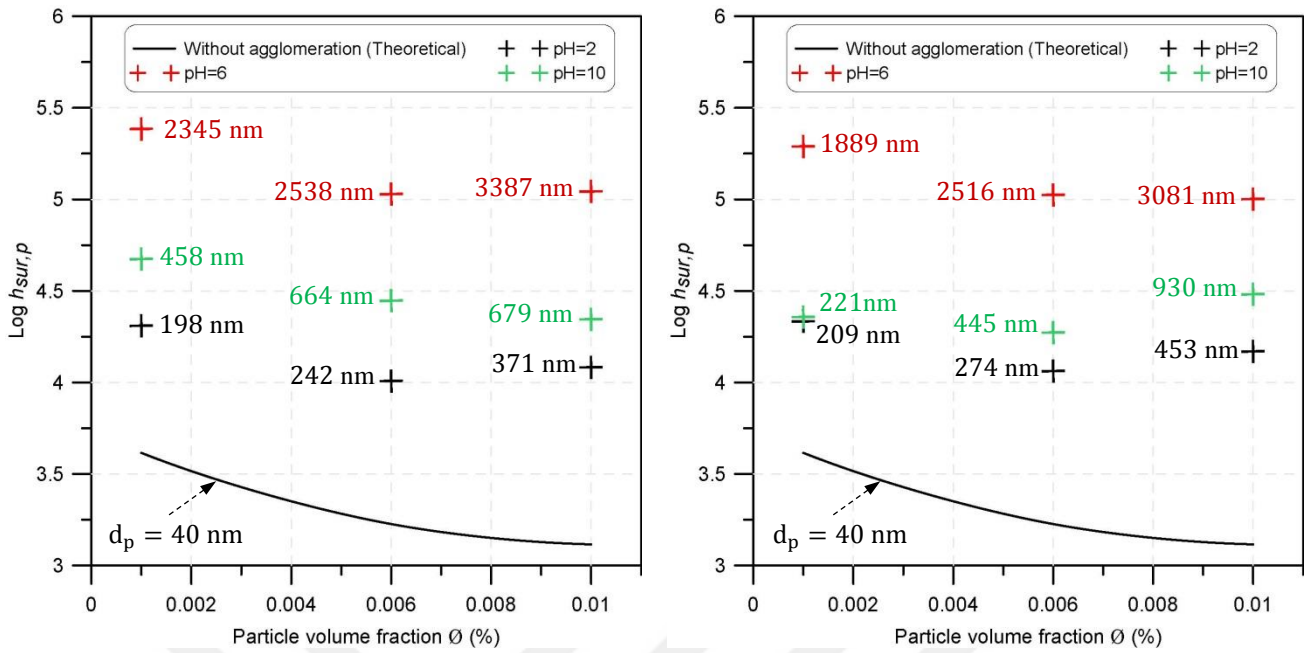 6
Without agglomeration (Theoretical)
pH=2
pH=6
pH=10
5.5
2345 nm
2538 nm
3387 nm
5
458 nm
664 nm
679 nm
4.5
198 nm
242 nm
371 nm
4
3.5
dp = 40 nm
3
Log hsur,p
0 0.002 0.004 0.006 0.008 0.01
Particle volume fraction Ø (%)
6
Without agglomeration (Theoretical)
pH=2
pH=6
pH=10
5.5
1889 nm
2516 nm
3081 nm
5
221nm
445 nm
930 nm
4.5
209 nm
274 nm
453 nm
4
3.5
dp = 40 nm
3
Log hsur,p
0 0.002 0.004 0.006 0.008 0.01
Particle volume fraction Ø (%)